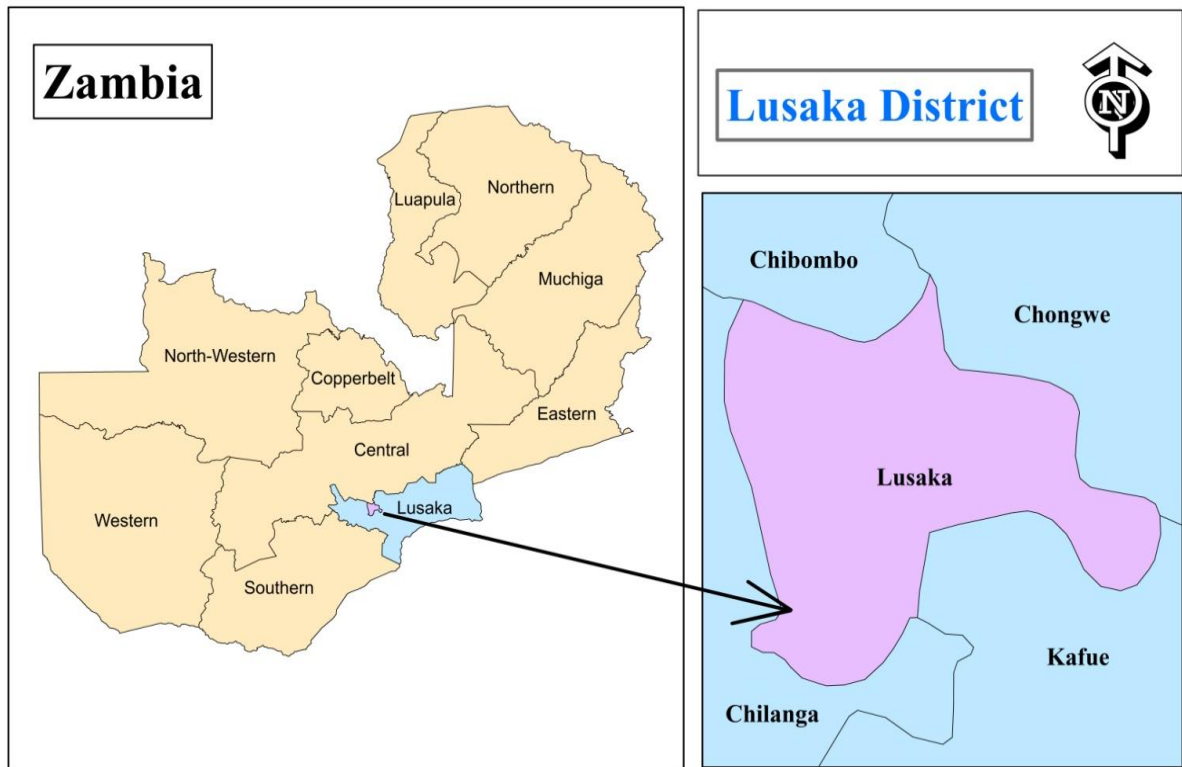 Zambia
Lusaka District
N
Luapula
Northern
Muchiga
North-Western
Copperbelt
Eastern
Central
Lusaka
Western
Southern
Chibombo
Chongwe
Lusaka
Kafue
Chilanga